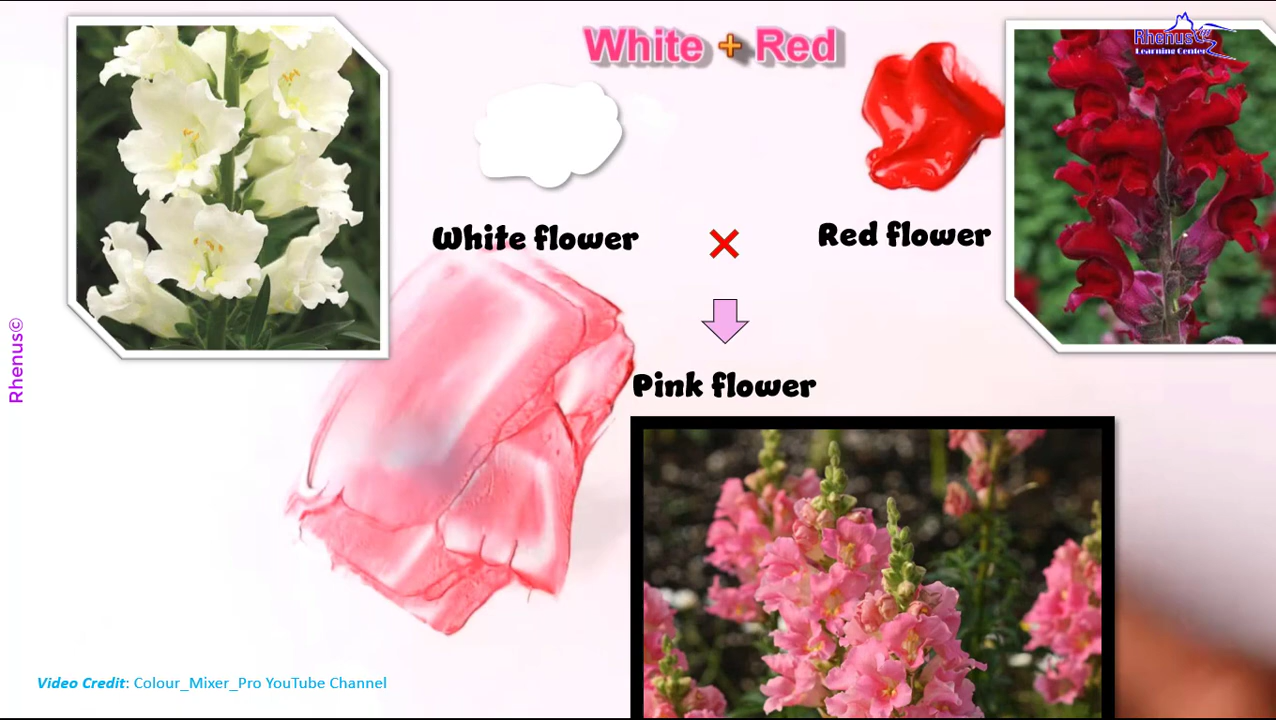 White + Red
Rhenus
Learning Center
White flower
Red flower
Pink flower
Rhenus©
Video Credit: Colour_Mixer_Pro YouTube Channel